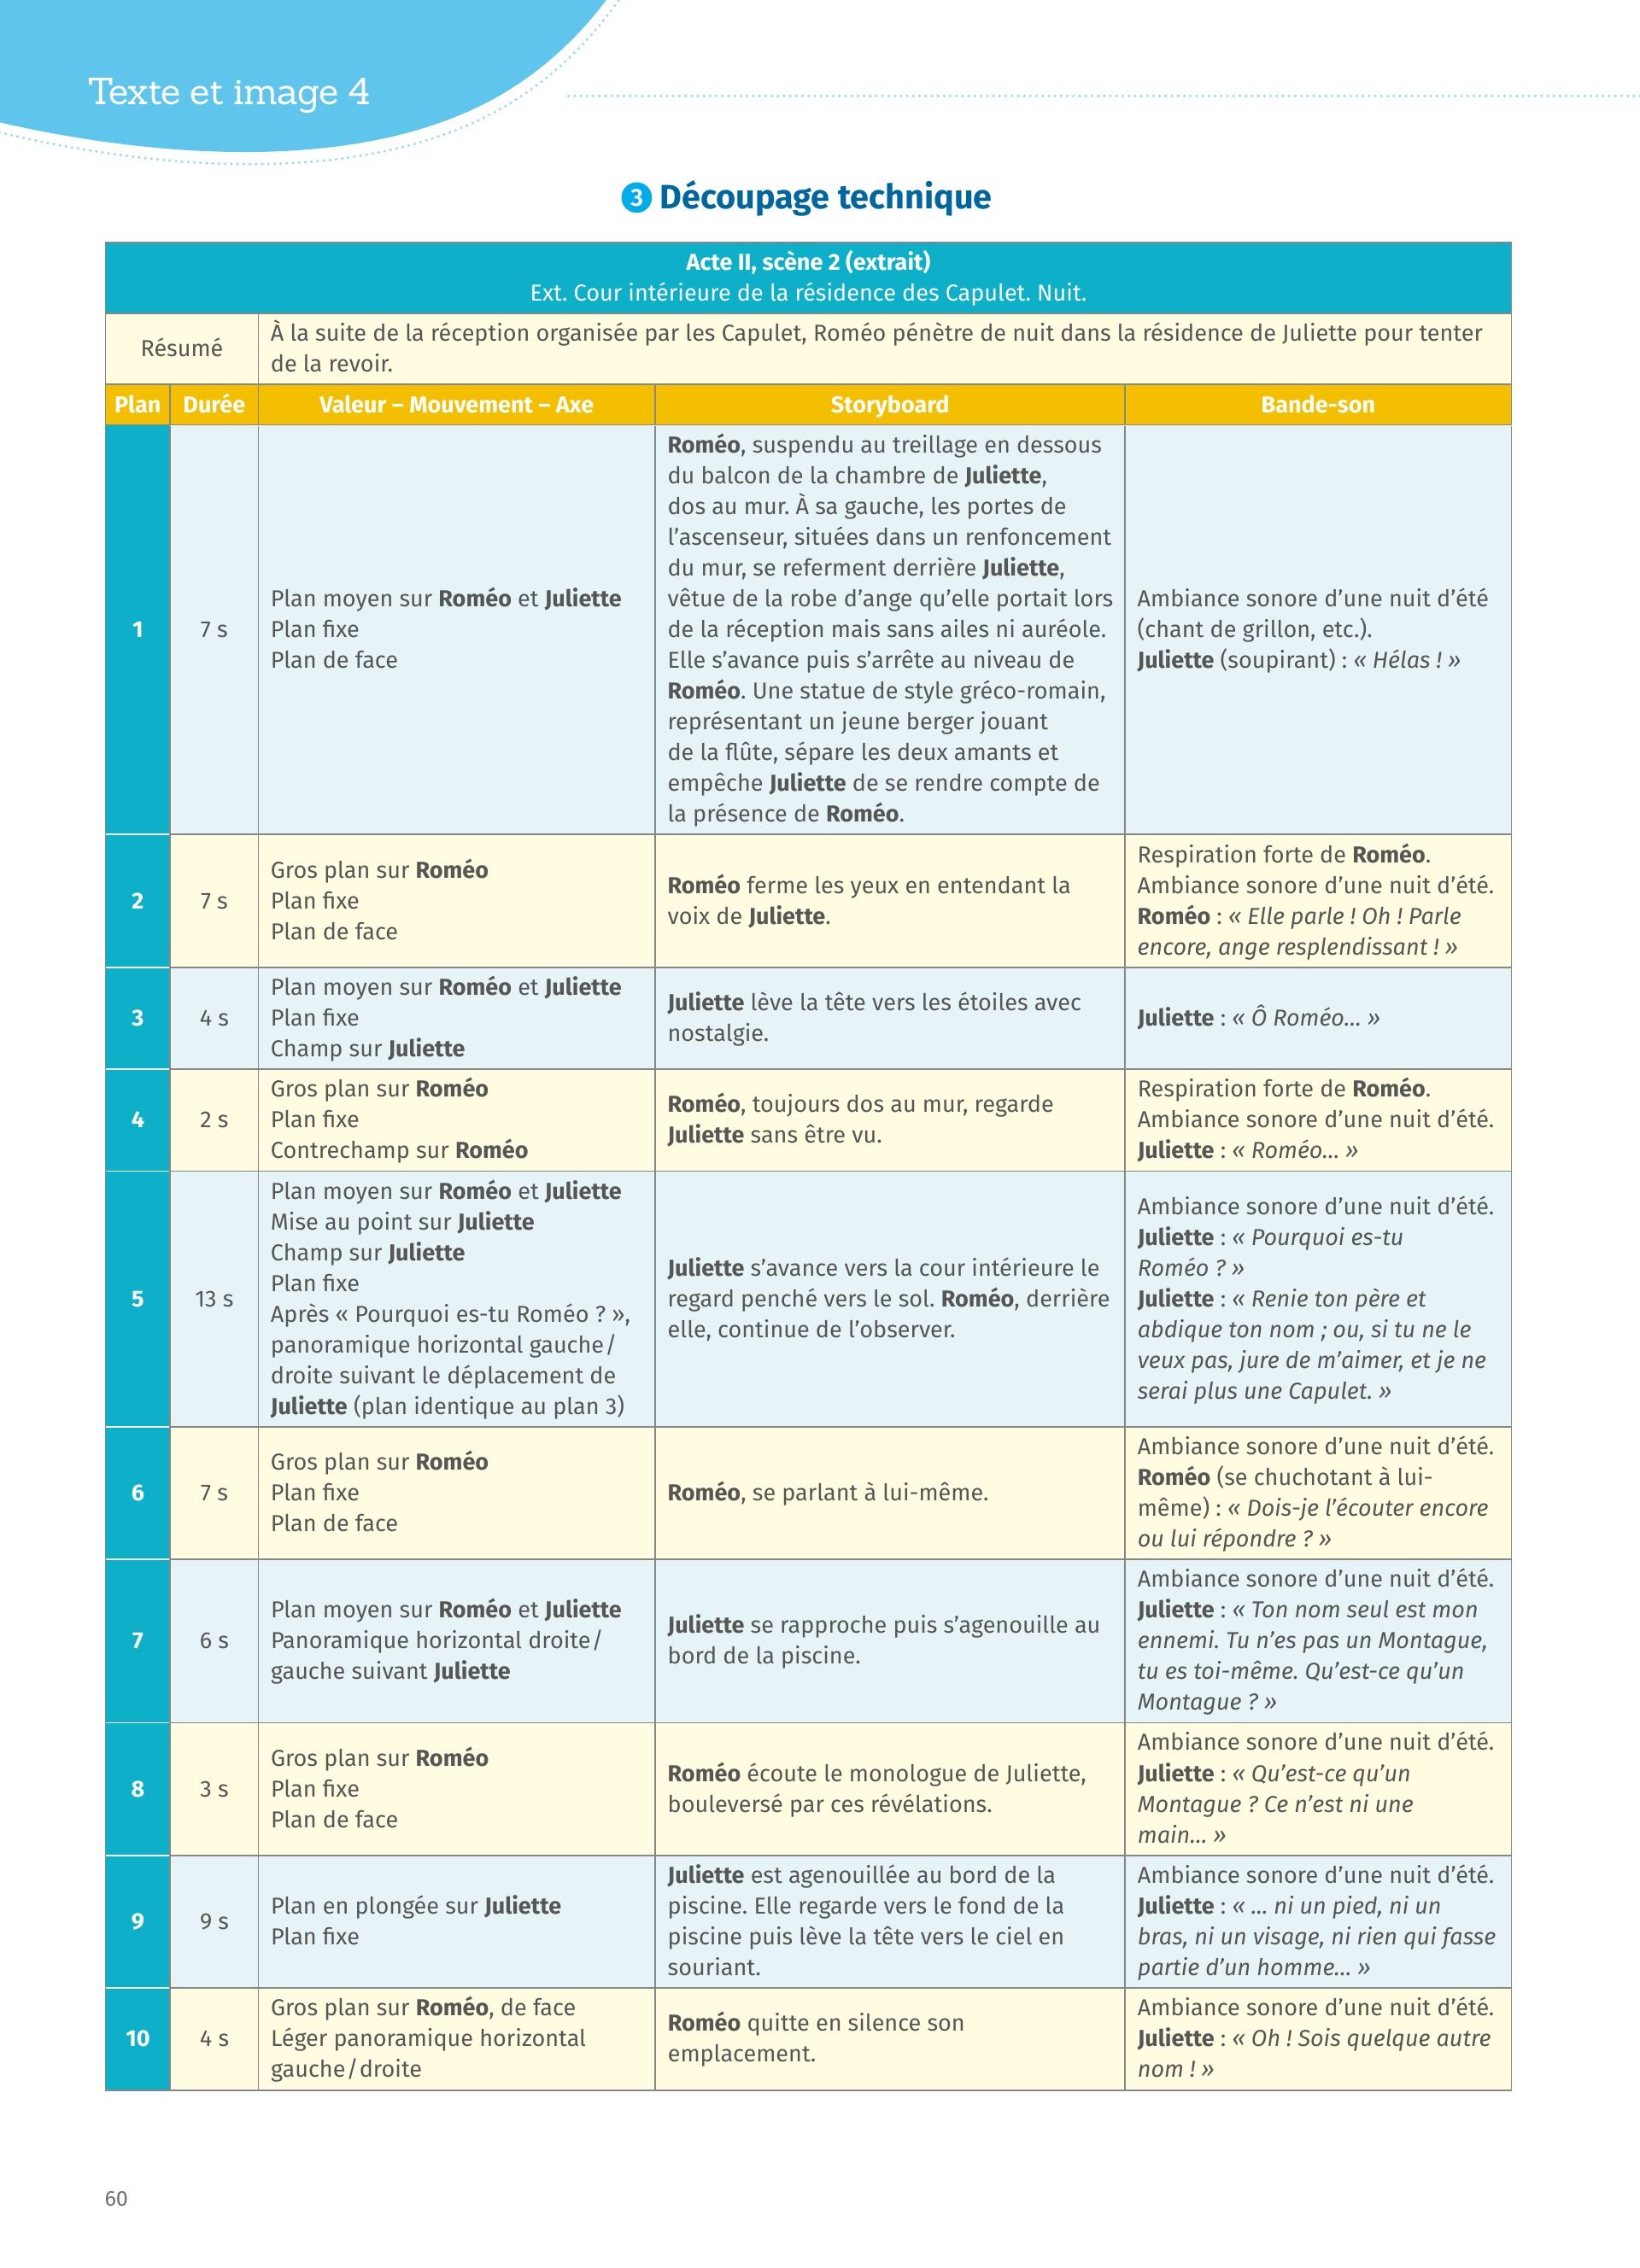 Texte et image 4
3 Découpage technique
Acte II, scène 2 (extrait)
Ext. Cour intérieure de la résidence des Capulet. Nuit.
Résumé
À la suite de la réception organisée par les Capulet, Roméo pénètre de nuit dans la résidence de Juliette pour tenter
de la revoir.
Plan Durée Valeur – Mouvement – Axe Storyboard Bande-son
1
7 s
Plan moyen sur Roméo et Juliette
Plan fixe
Plan de face
Roméo, suspendu au treillage en dessous
du balcon de la chambre de Juliette,
dos au mur. À sa gauche, les portes de
l’ascenseur, situées dans un renfoncement
du mur, se referment derrière Juliette,
vêtue de la robe d’ange qu’elle portait lors
de la réception mais sans ailes ni auréole.
Elle s’avance puis s’arrête au niveau de
Roméo. Une statue de style gréco-romain,
représentant un jeune berger jouant
de la flûte, sépare les deux amants et
empêche Juliette de se rendre compte de
la présence de Roméo.
Ambiance sonore d’une nuit d’été
(chant de grillon, etc.).
Juliette (soupirant) : « Hélas ! »
2
7 s
Gros plan sur Roméo
Plan fixe
Plan de face
Roméo ferme les yeux en entendant la
voix de Juliette.
Respiration forte de Roméo.
Ambiance sonore d’une nuit d’été.
Roméo : « Elle parle ! Oh ! Parle
encore, ange resplendissant ! »
3
4 s
Plan moyen sur Roméo et Juliette
Plan fixe
Champ sur Juliette
Juliette lève la tête vers les étoiles avec
nostalgie.
Juliette : « Ô Roméo… »
4
2 s
Gros plan sur Roméo
Plan fixe
Contrechamp sur Roméo
Roméo, toujours dos au mur, regarde
Juliette sans être vu.
Respiration forte de Roméo.
Ambiance sonore d’une nuit d’été.
Juliette : « Roméo… »
5
13 s
Plan moyen sur Roméo et Juliette
Mise au point sur Juliette
Champ sur Juliette
Plan fixe
Après « Pourquoi es-tu Roméo ? »,
panoramique horizontal gauche/
droite suivant le déplacement de
Juliette (plan identique au plan 3)
Juliette s’avance vers la cour intérieure le
regard penché vers le sol. Roméo, derrière
elle, continue de l’observer.
Ambiance sonore d’une nuit d’été.
Juliette : « Pourquoi es-tu
Roméo ? »
Juliette : « Renie ton père et
abdique ton nom ; ou, si tu ne le
veux pas, jure de m’aimer, et je ne
serai plus une Capulet. »
6
7 s
Gros plan sur Roméo
Plan fixe
Plan de face
Roméo, se parlant à lui-même.
Ambiance sonore d’une nuit d’été.
Roméo (se chuchotant à lui-
même) : « Dois-je l’écouter encore
ou lui répondre ? »
7
6 s
Plan moyen sur Roméo et Juliette
Panoramique horizontal droite/
gauche suivant Juliette
Juliette se rapproche puis s’agenouille au
bord de la piscine.
Ambiance sonore d’une nuit d’été.
Juliette : « Ton nom seul est mon
ennemi. Tu n’es pas un Montague,
tu es toi-même. Qu’est-ce qu’un
Montague ? »
8
3 s
Gros plan sur Roméo
Plan fixe
Plan de face
Roméo écoute le monologue de Juliette,
bouleversé par ces révélations.
Ambiance sonore d’une nuit d’été.
Juliette : « Qu’est-ce qu’un
Montague ? Ce n’est ni une
main… »
9
9 s
Plan en plongée sur Juliette
Plan fixe
Juliette est agenouillée au bord de la
piscine. Elle regarde vers le fond de la
piscine puis lève la tête vers le ciel en
souriant.
Ambiance sonore d’une nuit d’été.
Juliette : « … ni un pied, ni un
bras, ni un visage, ni rien qui fasse
partie d’un homme… »
10
4 s
Gros plan sur Roméo, de face
Léger panoramique horizontal
gauche/droite
Roméo quitte en silence son
emplacement.
Ambiance sonore d’une nuit d’été.
Juliette : « Oh ! Sois quelque autre
nom ! »
60